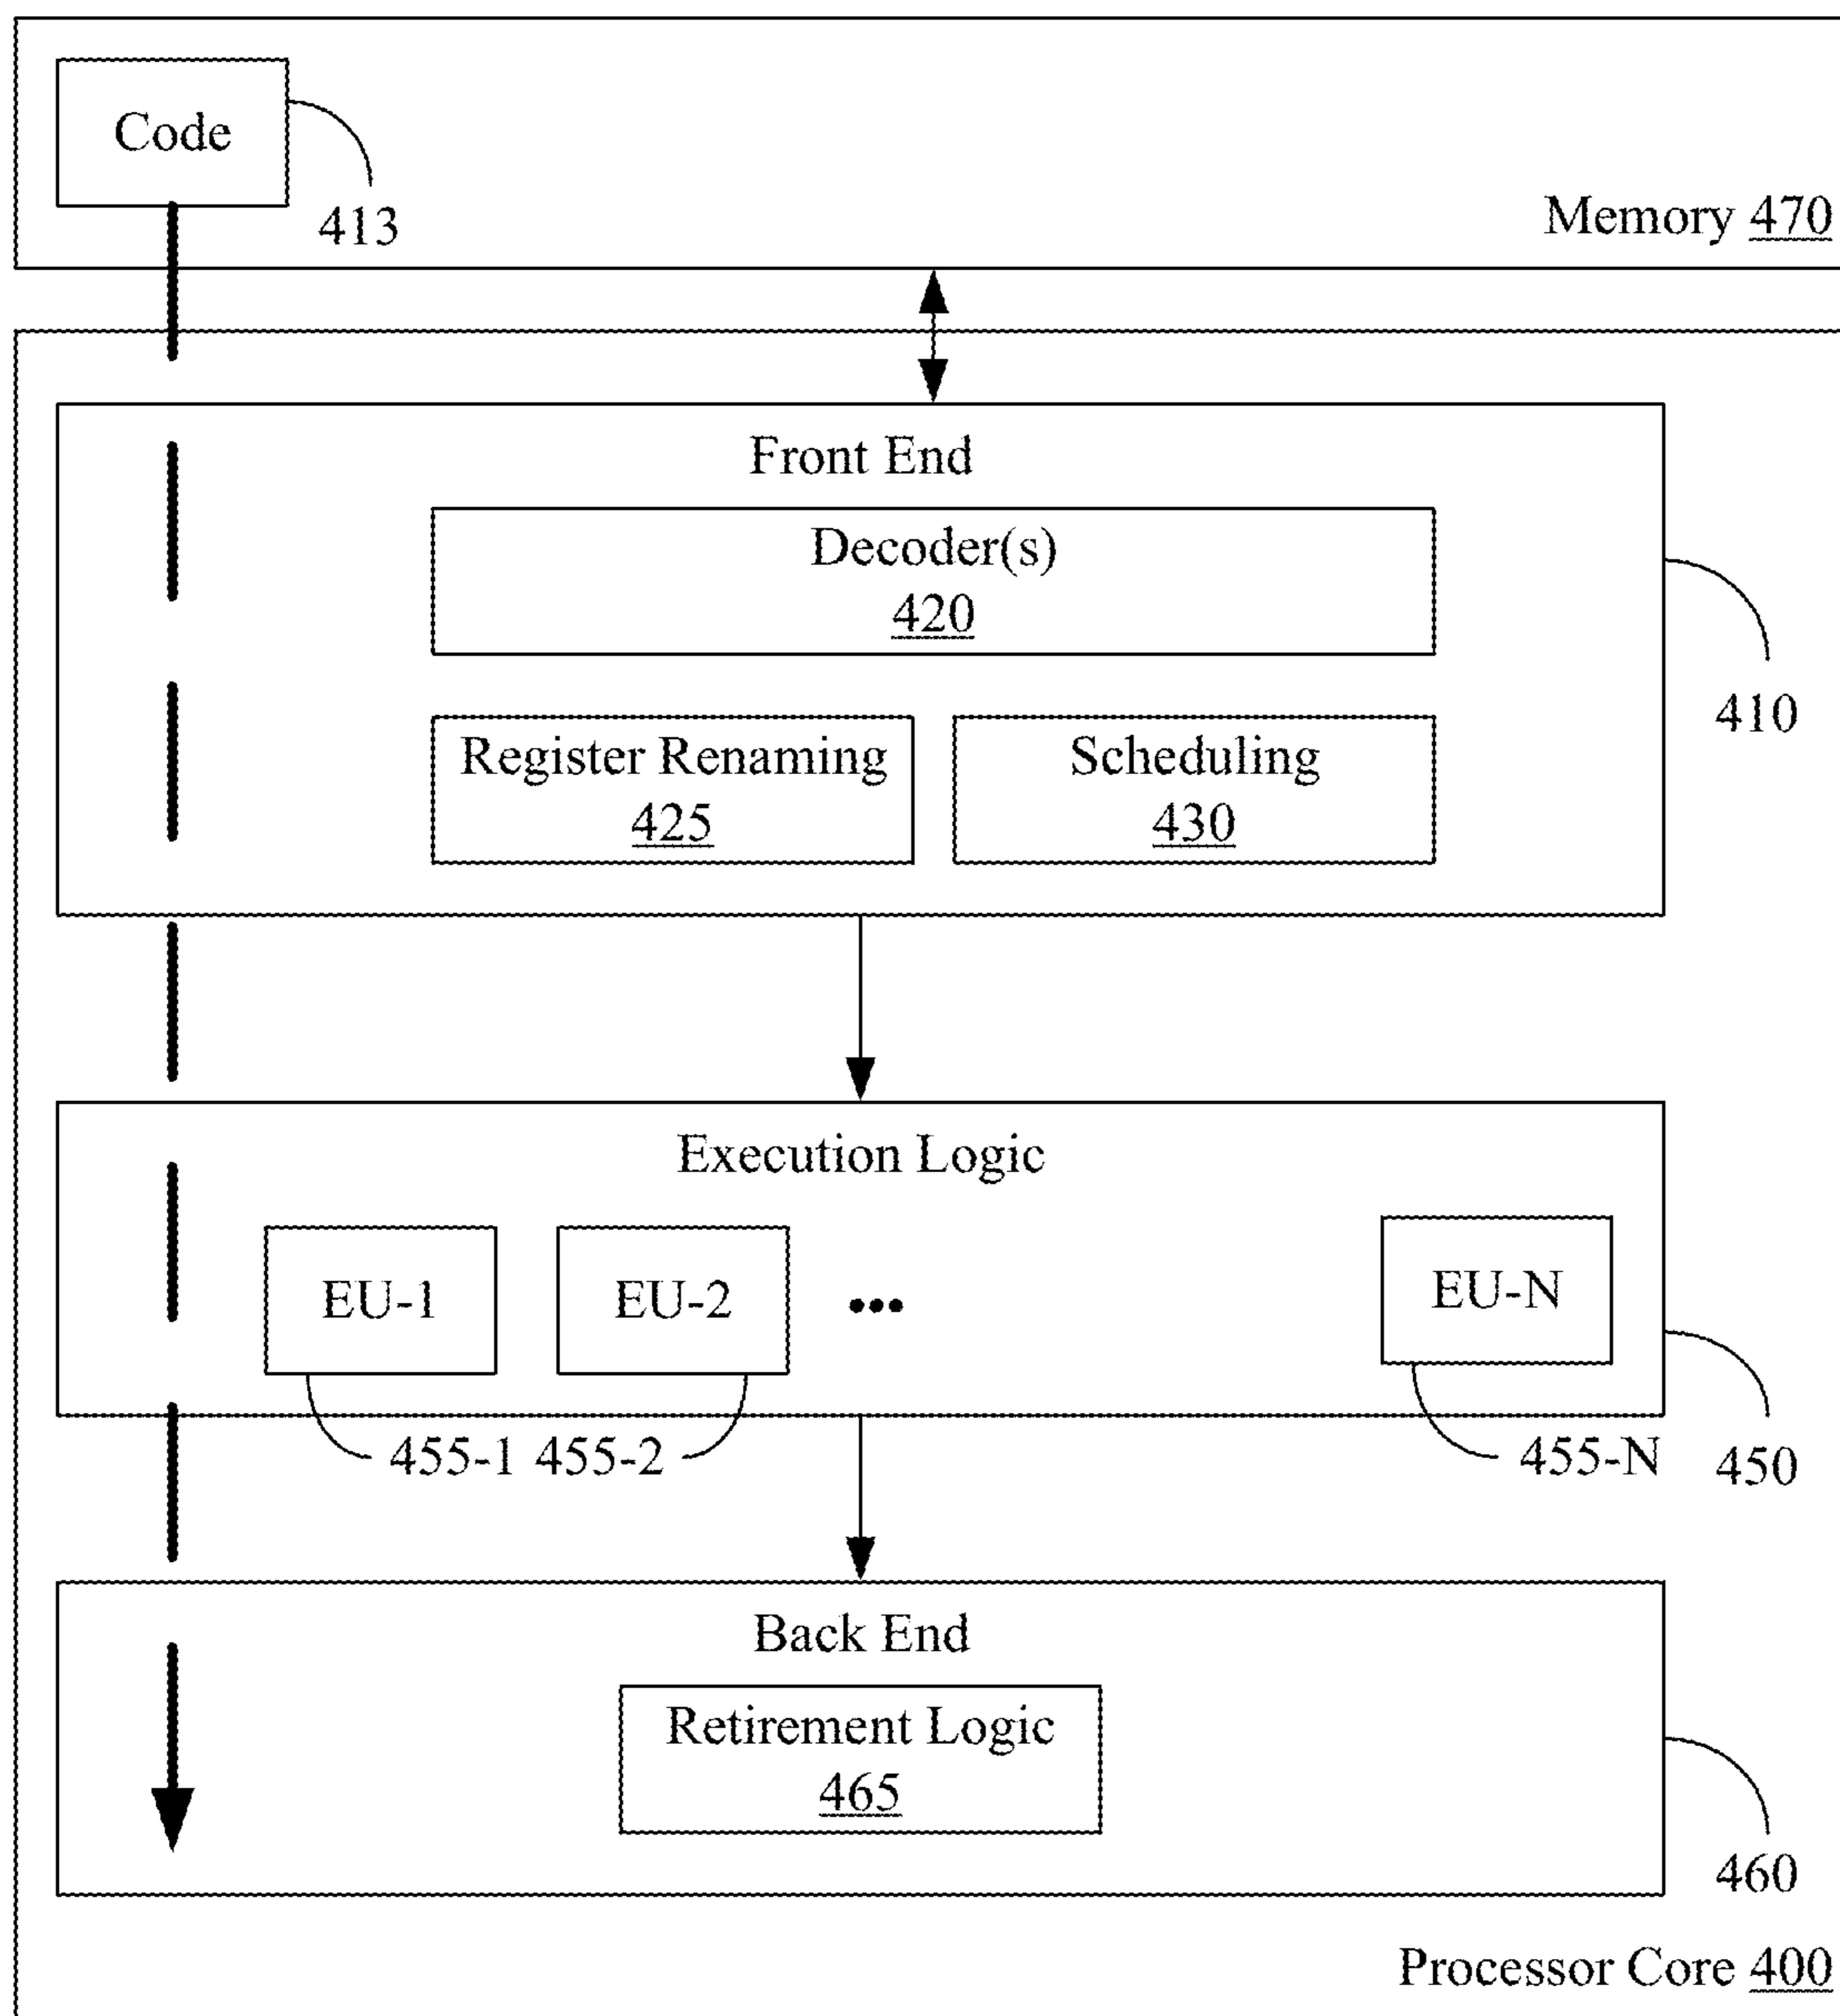 Code
413
Memory 470
Front End
Decoder(s)
420
410
Register Renaming
425
Scheduling
430
Execution Logic
EU-1
EU-2
•••
EU-N
455-1
455-2
455-N
450
Back End
Retirement Logic
465
460
Processor Core 400